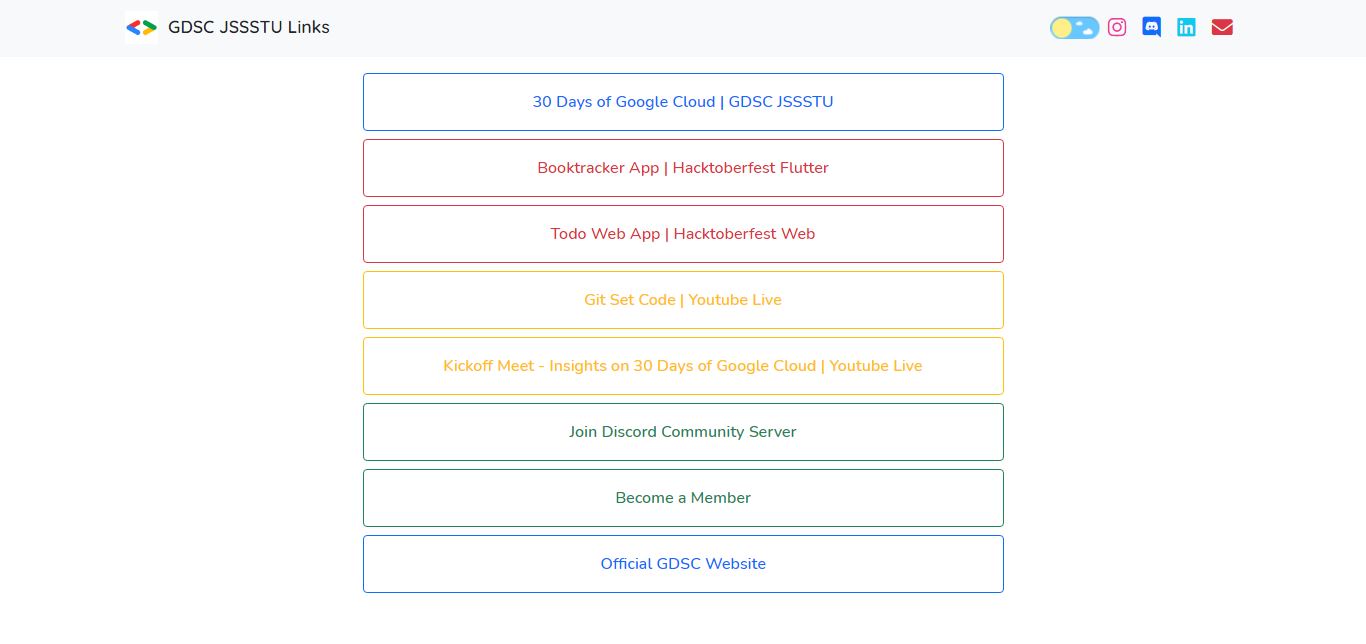 GDSC JSSSTU Links
30 Days of Google Cloud | GDSC JSSSTU
Booktracker App | Hacktoberfest Flutter
Todo Web App | Hacktoberfest Web
Git Set Code | Youtube Live
Kickoff Meet - Insights on 30 Days of Google Cloud | Youtube Live
Join Discord Community Server
Become a Member
Official GDSC Website